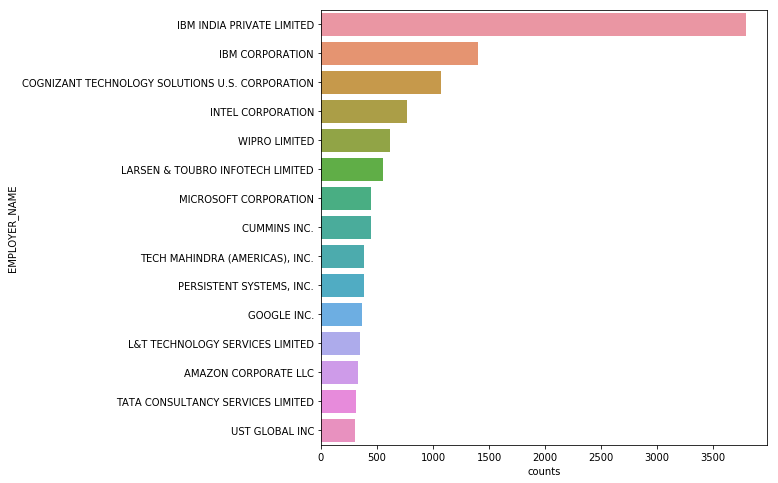 IBM INDIA PRIVATE LIMITED
IBM CORPORATION
COGNIZANT TECHNOLOGY SOLUTIONS U.S. CORPORATION
INTEL CORPORATION
WIPRO LIMITED
LARSEN & TOUBRO INFOTECH LIMITED
MICROSOFT CORPORATION
CUMMINS INC.
TECH MAHINDRA (AMERICAS), INC.
PERSISTENT SYSTEMS, INC.
GOOGLE INC.
L&T TECHNOLOGY SERVICES LIMITED
AMAZON CORPORATE LLC
TATA CONSULTANCY SERVICES LIMITED
UST GLOBAL INC
EMPLOYER_NAME
0 500 1000 1500 2000 2500 3000 3500
counts